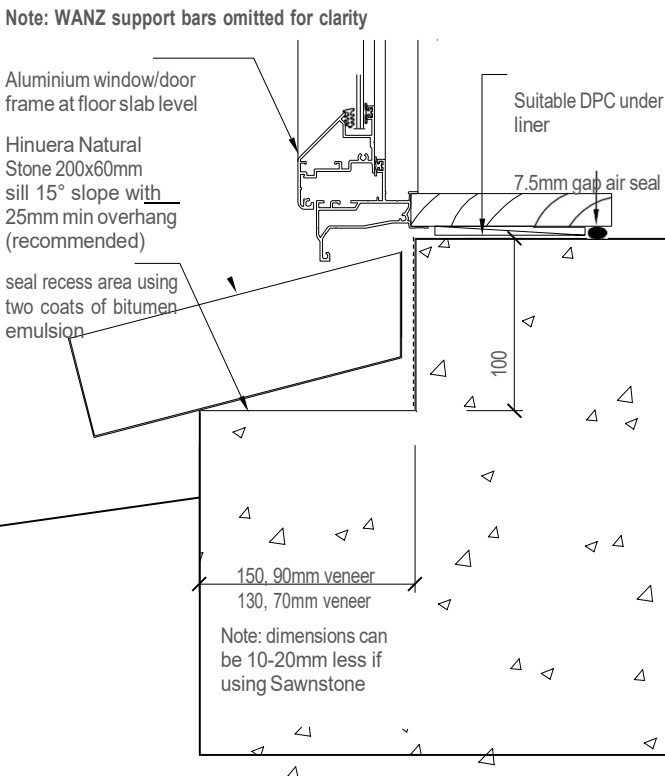 Note: WANZ support bars omitted for clarity
Aluminium window/door
frame at floor slab level
Hinuera Natural
Stone 200x60mm
sill 15° slope with
25mm min overhang
(recommended)
seal recess area using
two coats of bitumen
emulsion
Suitable DPC under
liner
7.5mm gap air seal
100
150, 90mm veneer
130, 70mm veneer
Note: dimensions can
be 10-20mm less if
using Sawnstone